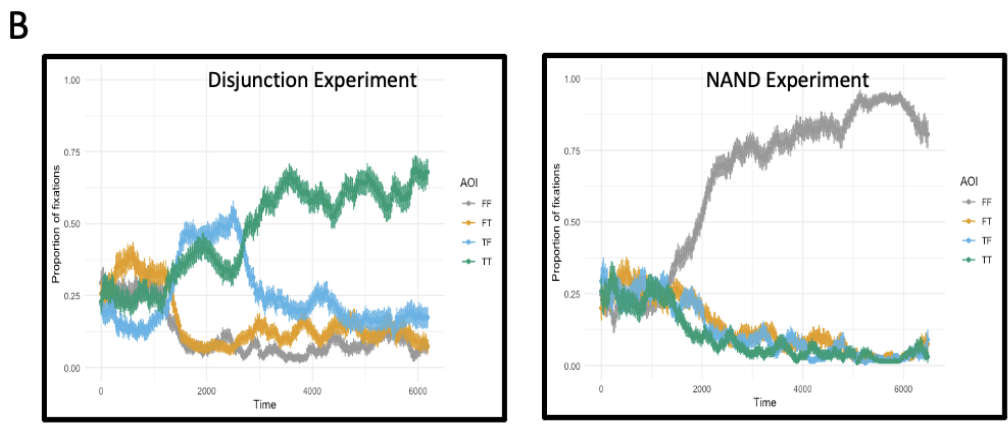 B
Disjunction Experiment
1.00
0.75
0.50
0.25
0.00
Proportion of fixations
0
2000
4000
6000
Time
AOI
FF
FT
TF
TT
NAND Experiment
1.00
0.75
0.50
0.25
0.00
Proportion of fixations
0
2000
4000
6000
Time
AOI
FF
FT
TF
TT